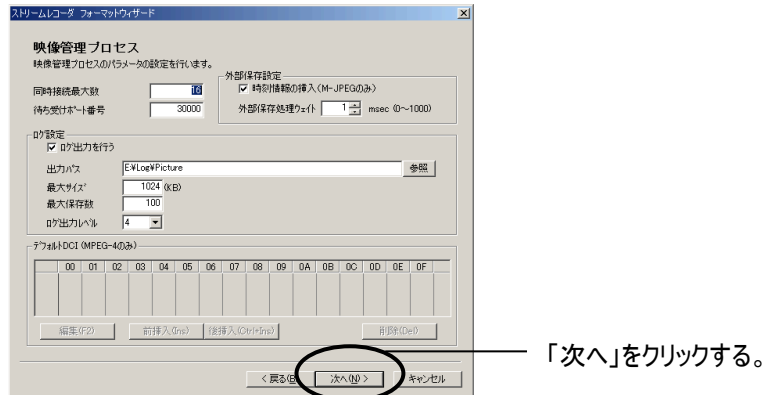 ストリームレコーダ フォーマットウィザード
映像管理プロセス
映像管理プロセスのパラメータの設定を行います。
同時接続最大数 16
待ち受けポート番号 30000
外部保存設定
時刻情報の挿入(M-JPEGのみ)
外部保存処理ウェイト 1 msec (0~1000)
ログ設定
ログ出力を行う
出力パス E:¥Log¥Picture 参照
最大サイズ 1024 (KB)
最大保存数 100
ログ出力レベル 4
デフォルトDCI (MPEG-4のみ)
00 01 02 03 04 05 06 07 08 09 0A 0B 0C 0D 0E 0F
編集(F2) 前挿入(Ins) 後挿入(Ctrl+Ins) 削除(Del)
< 戻る(B 次へ(N) > キャンセル
「次へ」をクリックする。